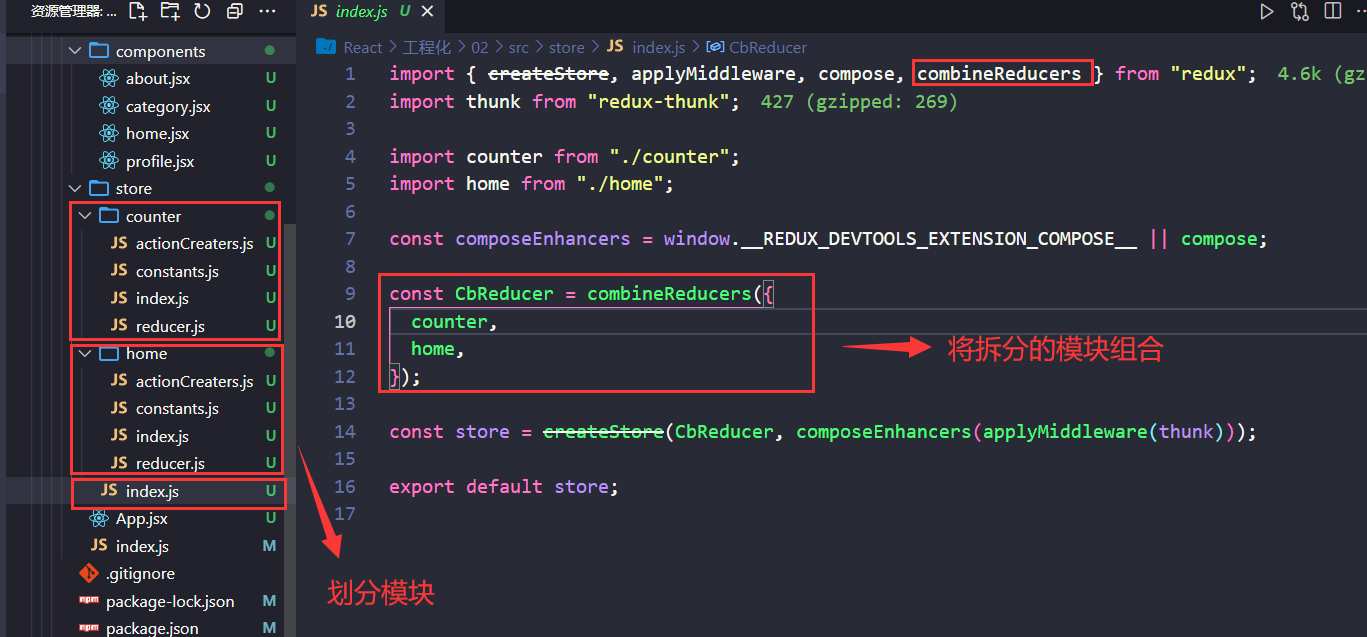 资源管理器: ...
components
about.jsx U
category.jsx U
home.jsx U
profile.jsx U
store
counter
JS actionCreaters.js U
JS constants.js U
JS index.js U
JS reducer.js U
home
JS actionCreaters.js U
JS constants.js U
JS index.js U
JS reducer.js U
JS index.js U
App.jsx U
JS index.js M
.gitignore
npm package-lock.json M
npm package.json M
JS index.js U
React > 工程化 > 02 > src > store > JS index.js > CbReducer
1 import { createStore, applyMiddleware, compose, combineReducers } from "redux"; 4.6k (gz
2 import thunk from "redux-thunk"; 427 (gzipped: 269)
3
4 import counter from "./counter";
5 import home from "./home";
6
7 const composeEnhancers = window.__REDUX_DEVTOOLS_EXTENSION_COMPOSE__ || compose;
8
9 const CbReducer = combineReducers({
10 counter,
11 home,
12 });
13
14 const store = createStore(CbReducer, composeEnhancers(applyMiddleware(thunk)));
15
16 export default store;
17
将拆分的模块组合
划分模块